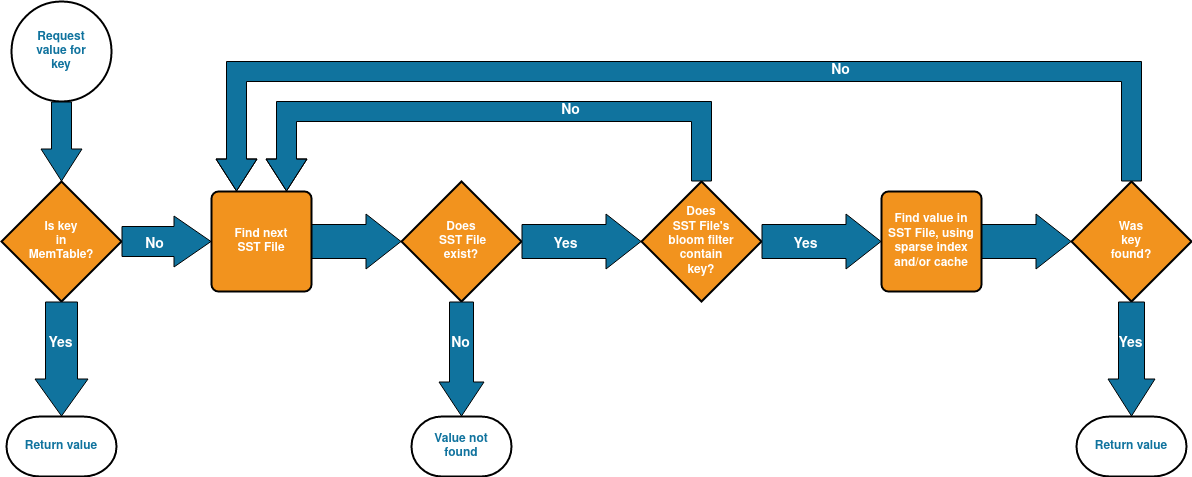 Request
value for
key
No
No
Is key
in
MemTable?
No
Find next
SST File
Does
SST File
exist?
Yes
Does
SST File's
bloom filter
contain
key?
Yes
Find value in
SST File, using
sparse index
and/or cache
Was
key
found?
Yes
No
Yes
Return value
Value not
found
Return value